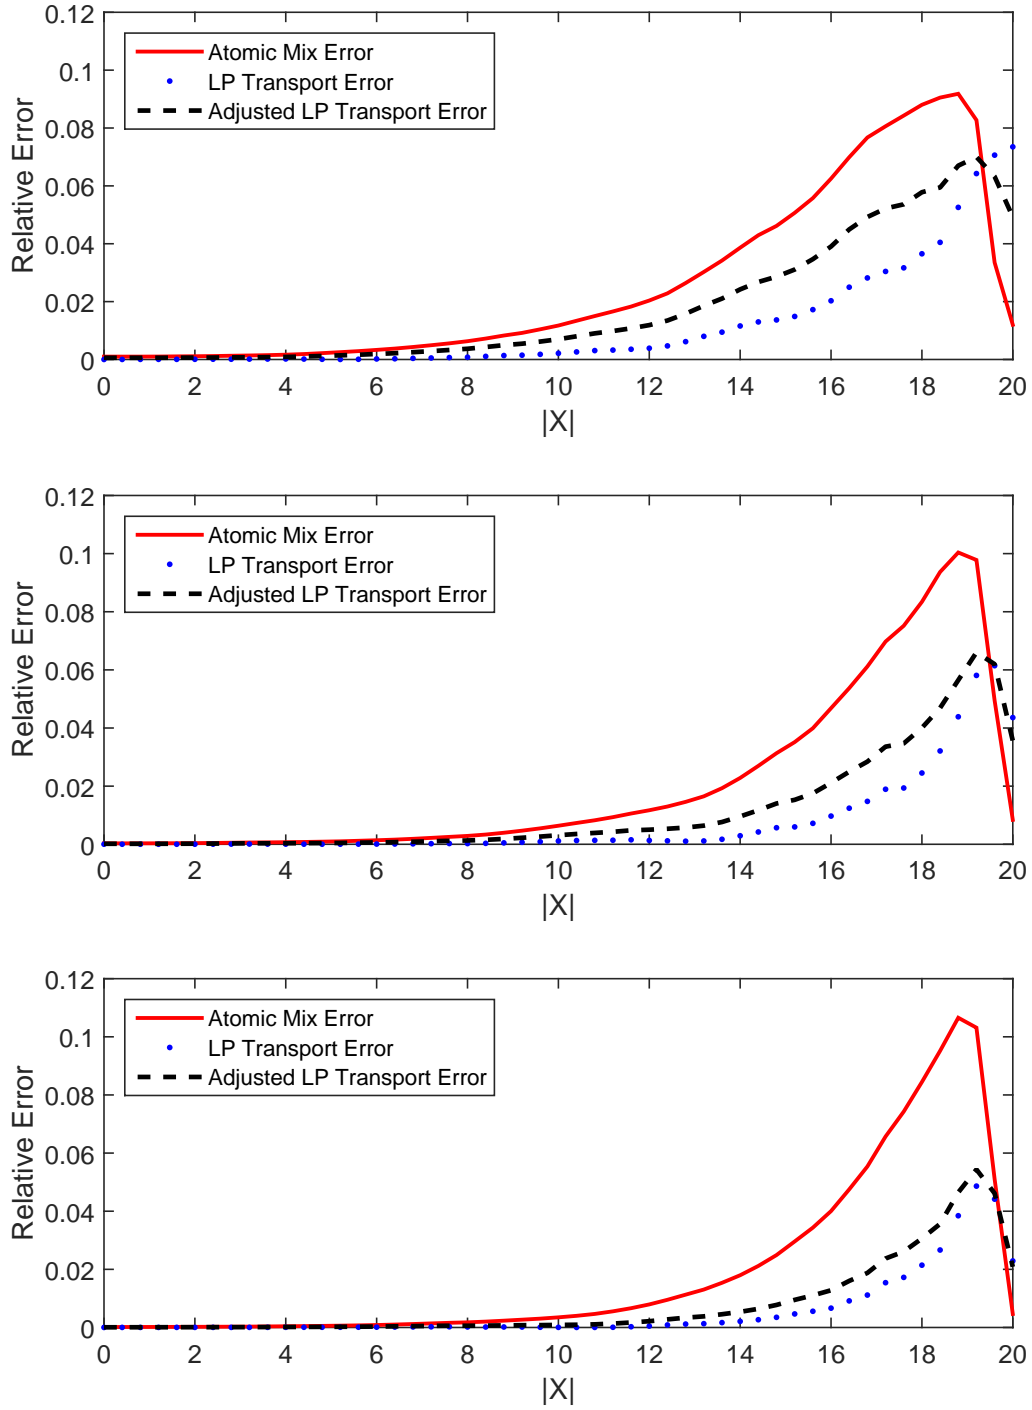 0.12
0.1
0.08
0.06
0.04
0.02
0
Relative Error
Atomic Mix Error
LP Transport Error
Adjusted LP Transport Error
0 2 4 6 8 10 12 14 16 18 20
|X|
0.12
0.1
0.08
0.06
0.04
0.02
0
Relative Error
Atomic Mix Error
LP Transport Error
Adjusted LP Transport Error
0 2 4 6 8 10 12 14 16 18 20
|X|
0.12
0.1
0.08
0.06
0.04
0.02
0
Relative Error
Atomic Mix Error
LP Transport Error
Adjusted LP Transport Error
0 2 4 6 8 10 12 14 16 18 20
|X|